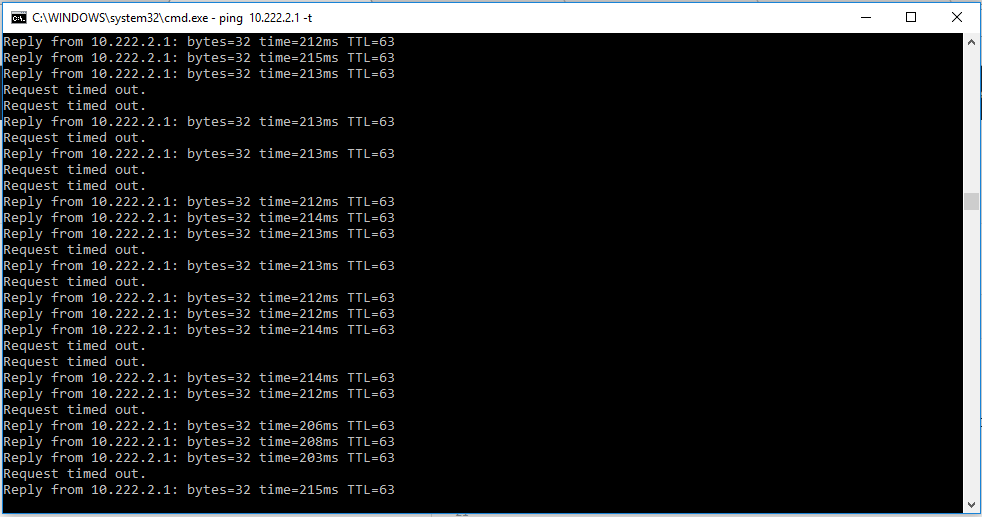 C:\WINDOWS\system32\cmd.exe - ping  10.222.2.1 -t
Reply from 10.222.2.1: bytes=32 time=212ms TTL=63
Reply from 10.222.2.1: bytes=32 time=215ms TTL=63
Reply from 10.222.2.1: bytes=32 time=213ms TTL=63
Request timed out.
Request timed out.
Reply from 10.222.2.1: bytes=32 time=213ms TTL=63
Request timed out.
Reply from 10.222.2.1: bytes=32 time=213ms TTL=63
Request timed out.
Request timed out.
Reply from 10.222.2.1: bytes=32 time=212ms TTL=63
Reply from 10.222.2.1: bytes=32 time=214ms TTL=63
Reply from 10.222.2.1: bytes=32 time=213ms TTL=63
Request timed out.
Reply from 10.222.2.1: bytes=32 time=213ms TTL=63
Request timed out.
Reply from 10.222.2.1: bytes=32 time=212ms TTL=63
Reply from 10.222.2.1: bytes=32 time=212ms TTL=63
Reply from 10.222.2.1: bytes=32 time=214ms TTL=63
Request timed out.
Request timed out.
Reply from 10.222.2.1: bytes=32 time=214ms TTL=63
Reply from 10.222.2.1: bytes=32 time=212ms TTL=63
Request timed out.
Reply from 10.222.2.1: bytes=32 time=206ms TTL=63
Reply from 10.222.2.1: bytes=32 time=208ms TTL=63
Reply from 10.222.2.1: bytes=32 time=203ms TTL=63
Request timed out.
Reply from 10.222.2.1: bytes=32 time=215ms TTL=63